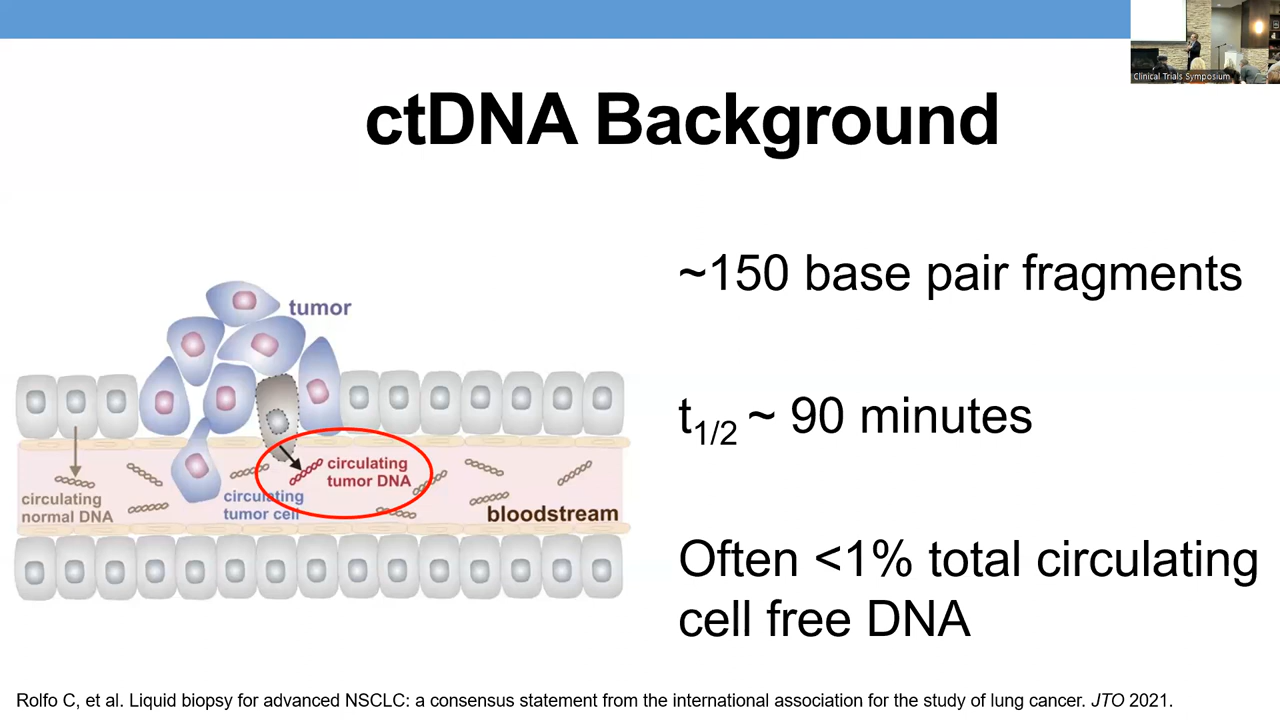 Clinical Trials Symposium
ctDNA Background
tumor
circulating
tumor DNA
circulating
normal DNA
circulating
tumor cell
bloodstream
~150 base pair fragments
t1/2 ~ 90 minutes
Often <1% total circulating
cell free DNA
Rolfo C, et al. Liquid biopsy for advanced NSCLC: a consensus statement from the international association for the study of lung cancer. JTO 2021.